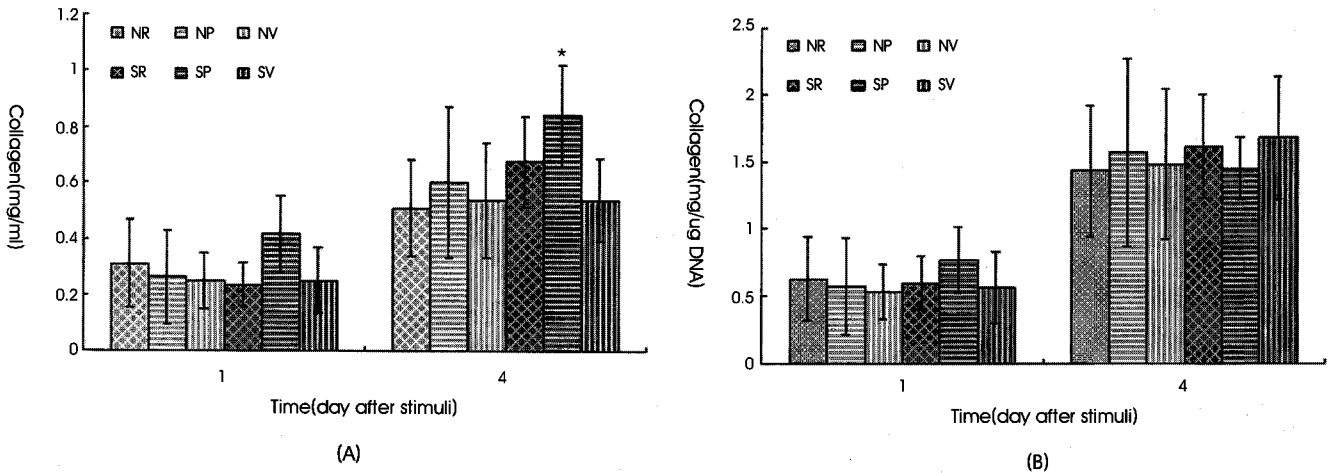 1.2
1
0.8
0.6
0.4
0.2
0
Collagen(mg/ml)
NR NP NV
SR SP SV
*
1 4
Time(day after stimuli)
(A)
2.5
2
1.5
1
0.5
0
Collagen(mg/ug DNA)
NR NP NV
SR SP SV
1 4
Time(day after stimuli)
(B)